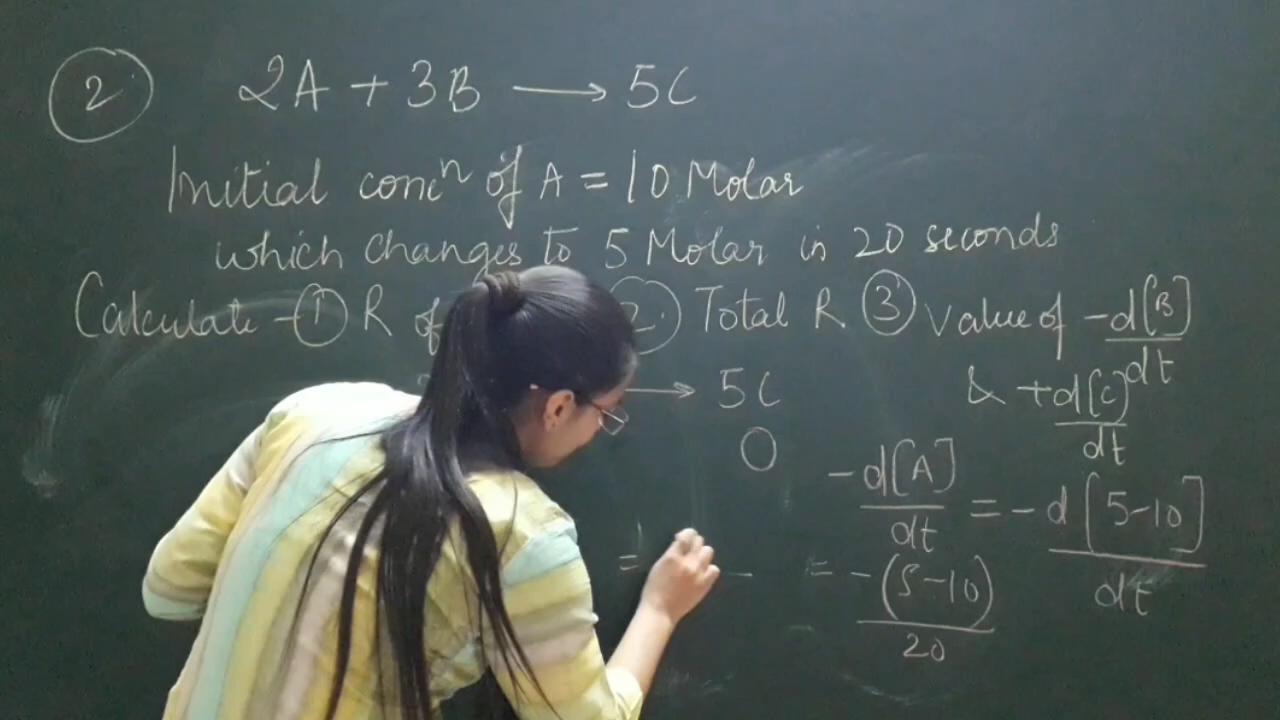 2 2A + 3B → 5C
Initial concⁿ of A = 10 Molar
which changes to 5 Molar in 20 seconds
Calculate - 1 R of 2. Total R 3 Value of -d[B]/dt
& +d[C]/dt
→ 5C
0
-d[A]/dt = -d[5-10]/dt
=
= -(5-10)/20